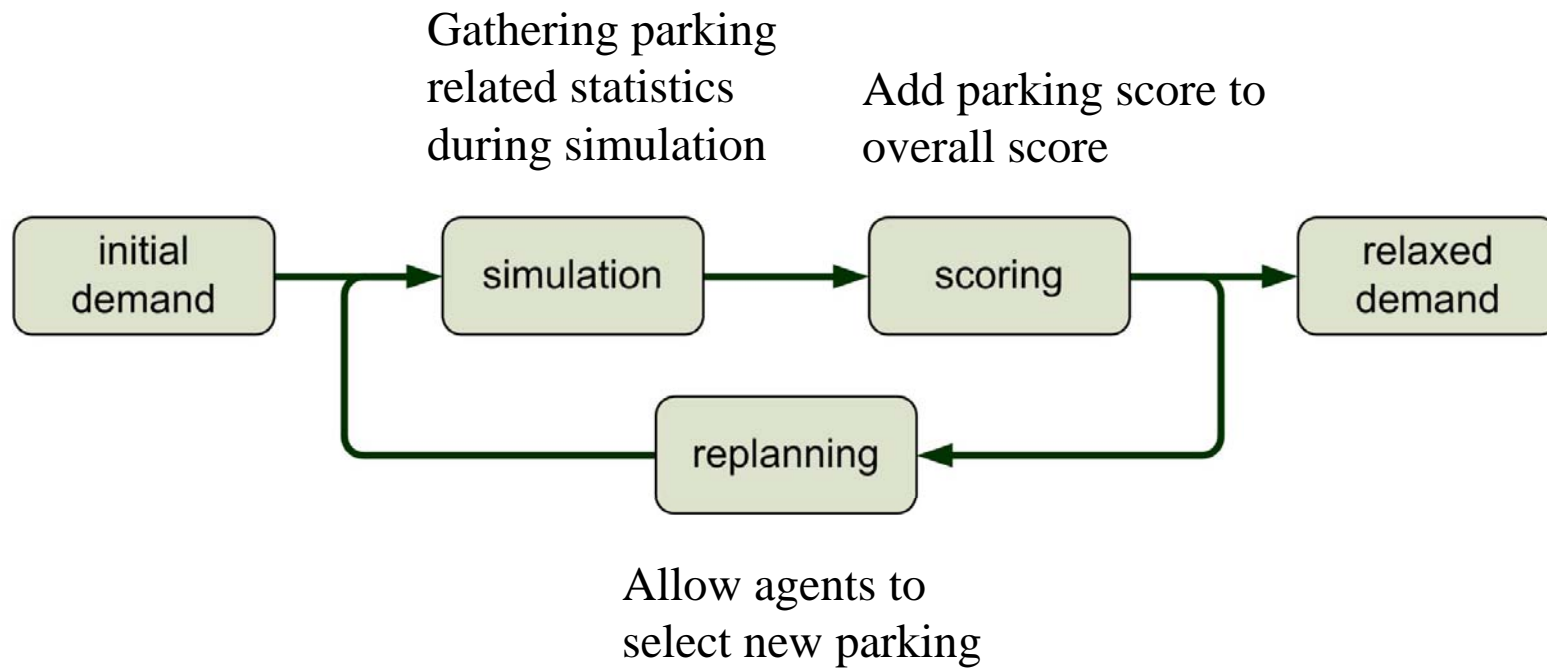 Gathering parking
related statistics
during simulation
Add parking score to
overall score
initial
demand
simulation
scoring
relaxed
demand
replanning
Allow agents to
select new parking